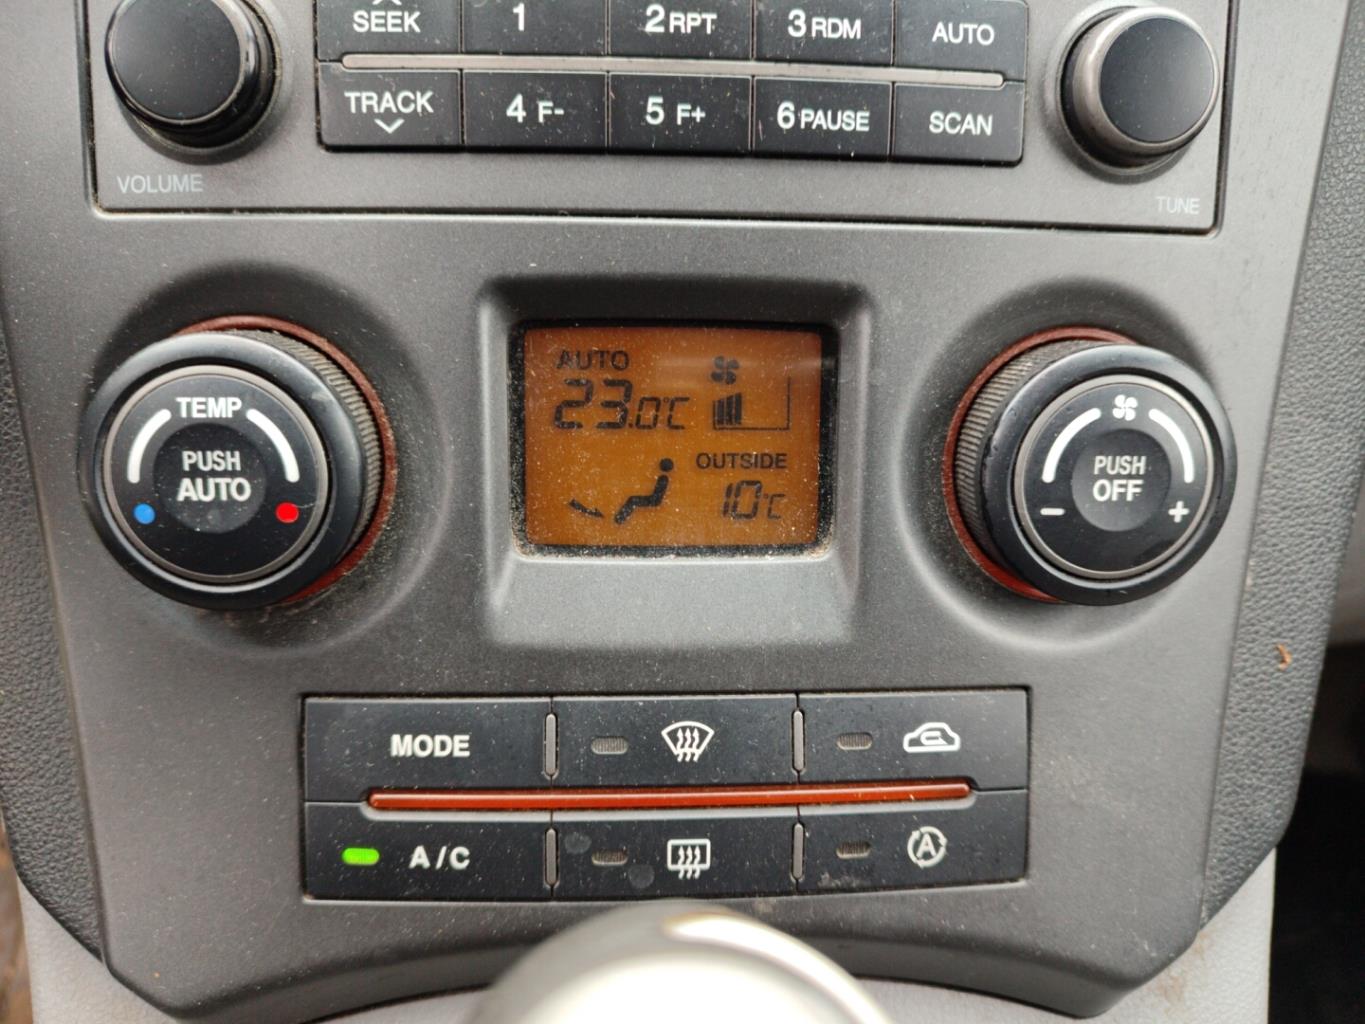 SEEK 1 2 RPT 3 RDM AUTO
TRACK 4 F- 5 F+ 6 PAUSE SCAN
VOLUME
TUNE
AUTO
23.0°C
OUTSIDE
10°C
TEMP
PUSH
AUTO
PUSH
OFF
- +
MODE
A/C
A